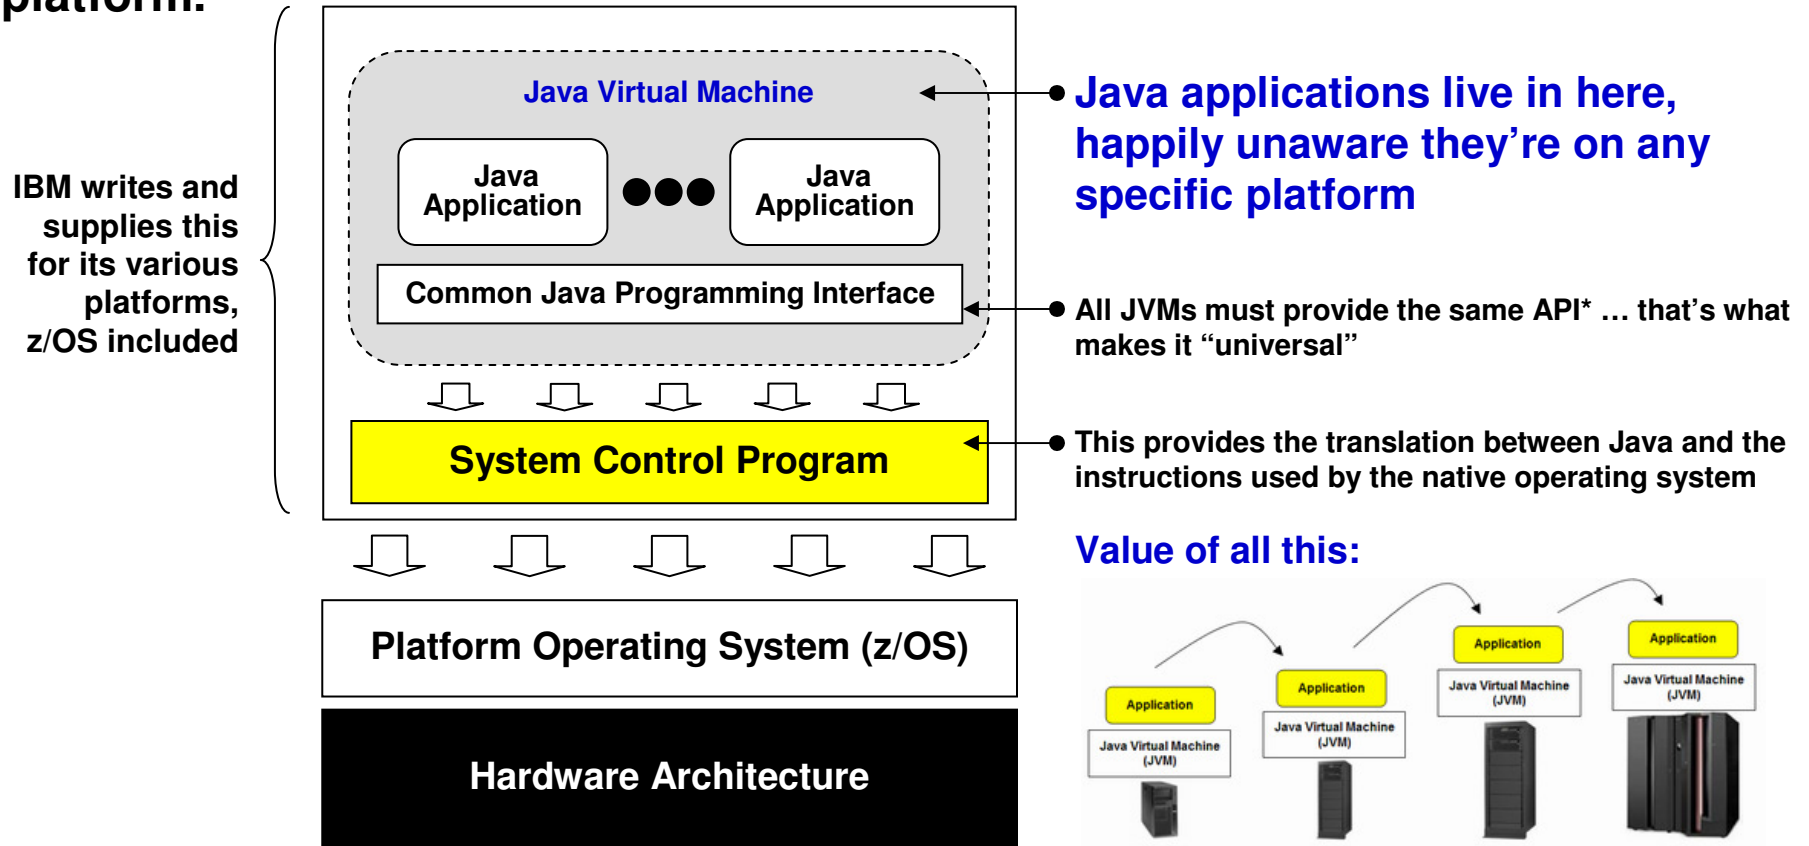 platform.
IBM writes and
supplies this
for its various
platforms,
z/OS included
Java Virtual Machine
Java
Application
Java
Application
Common Java Programming Interface
System Control Program
Platform Operating System (z/OS)
Hardware Architecture
Java applications live in here,
happily unaware they’re on any
specific platform
All JVMs must provide the same API* … that’s what
makes it “universal”
This provides the translation between Java and the
instructions used by the native operating system
Value of all this:
Application
Java Virtual Machine
(JVM)
Application
Java Virtual Machine
(JVM)
Application
Java Virtual Machine
(JVM)
Application
Java Virtual Machine
(JVM)